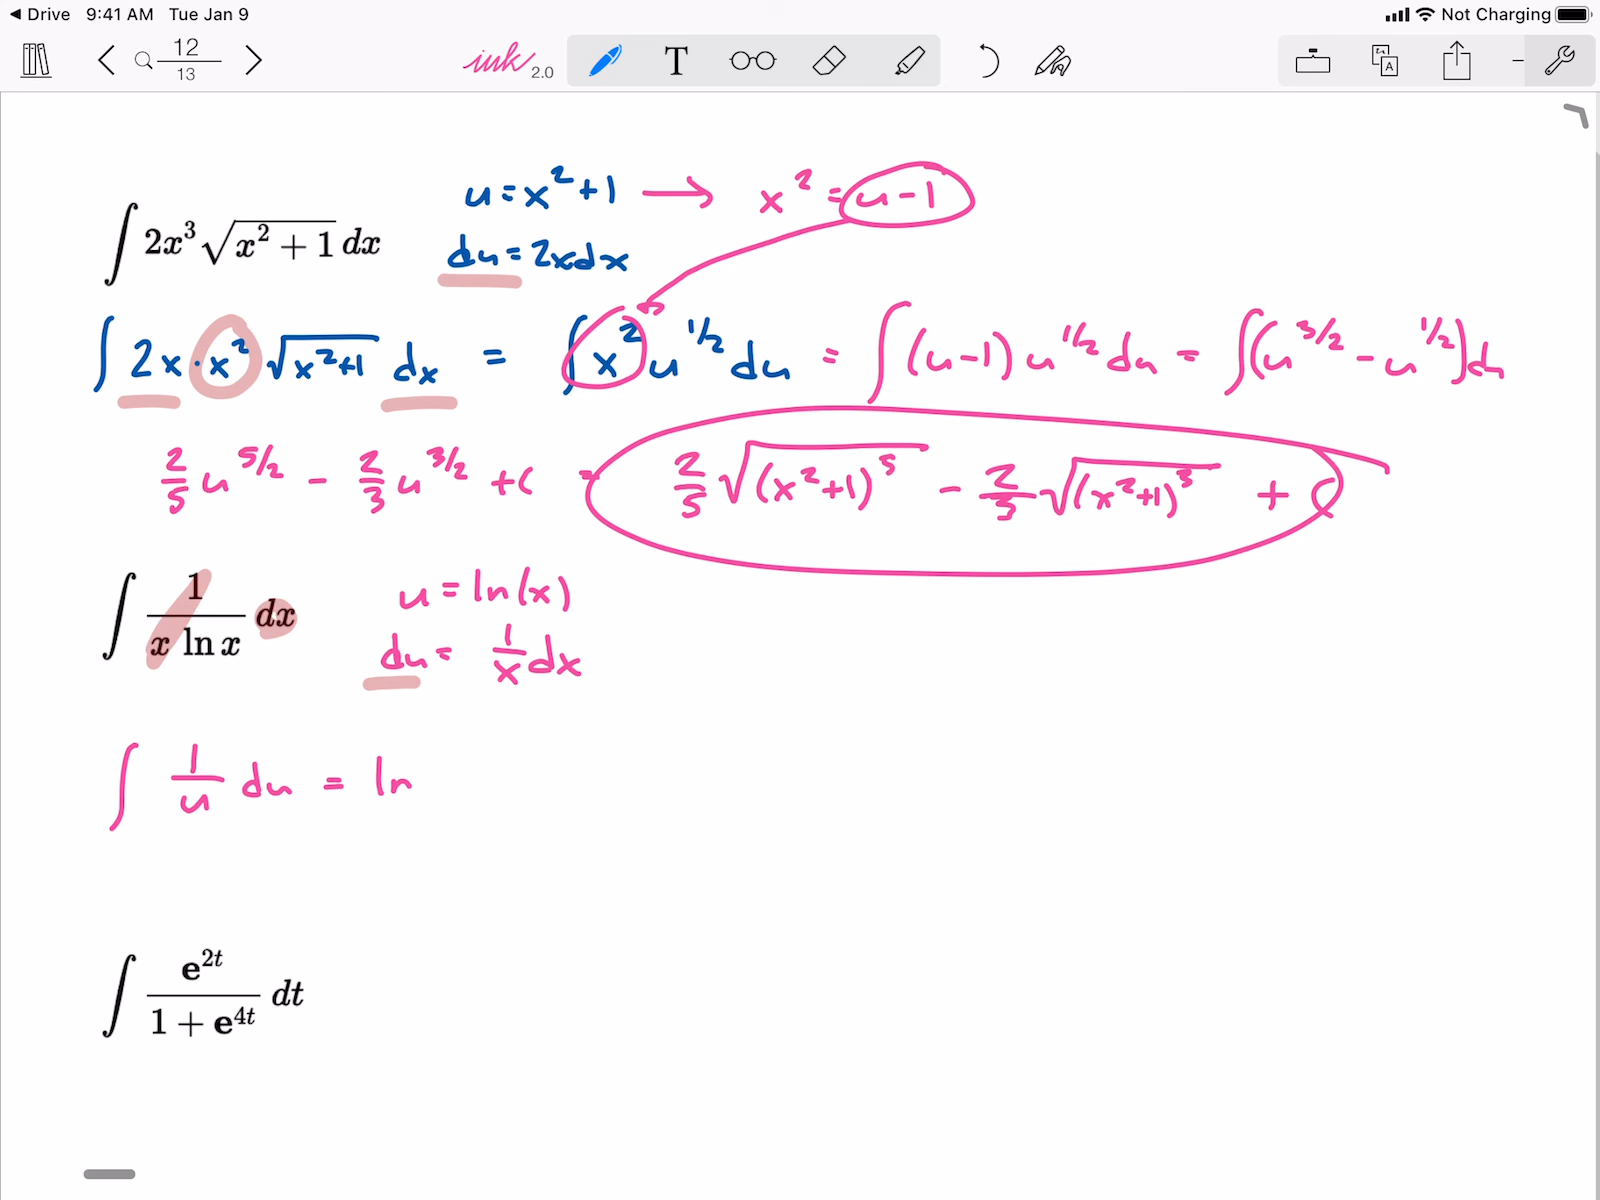 Drive 9:41 AM Tue Jan 9 Not Charging
12
13
ink 2.0
T
A
u = x² + 1 → x² = u - 1
∫ 2x³ √(x² + 1) dx
du = 2xdx
∫ 2x · x² √(x²+1) dx = ∫ x² u^1/2 du = ∫ (u-1) u^1/2 du = ∫ (u^3/2 - u^1/2) du
2/5 u^5/2 - 2/3 u^3/2 + C = 2/5 √(x²+1)⁵ - 2/3 √(x²+1)³ + C
∫ 1/(x ln x) dx
u = ln(x)
du = 1/x dx
∫ 1/u du = ln
∫ e^2t/(1 + e^4t) dt